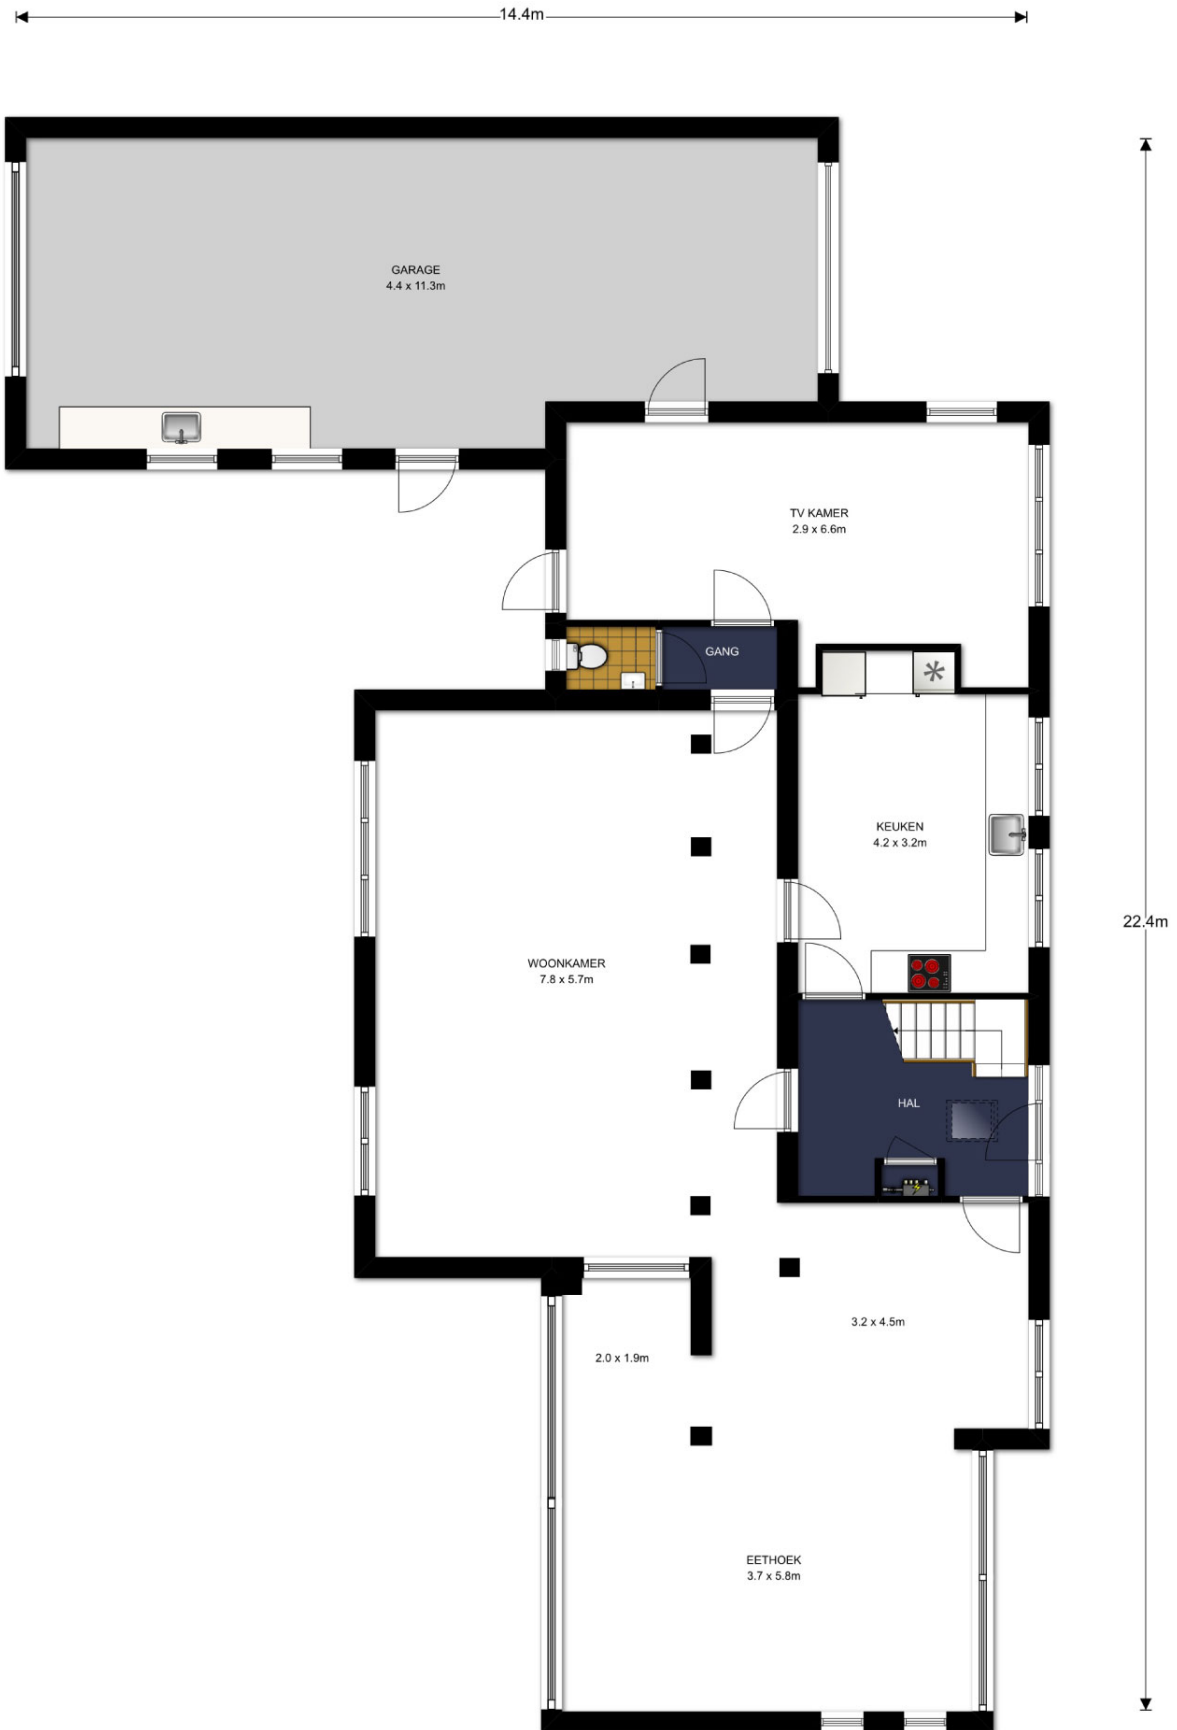 14.4m
GARAGE
4.4 x 11.3m
TV KAMER
2.9 x 6.6m
GANG
KEUKEN
4.2 x 3.2m
22.4m
WOONKAMER
7.8 x 5.7m
HAL
3.2 x 4.5m
2.0 x 1.9m
EETHOEK
3.7 x 5.8m